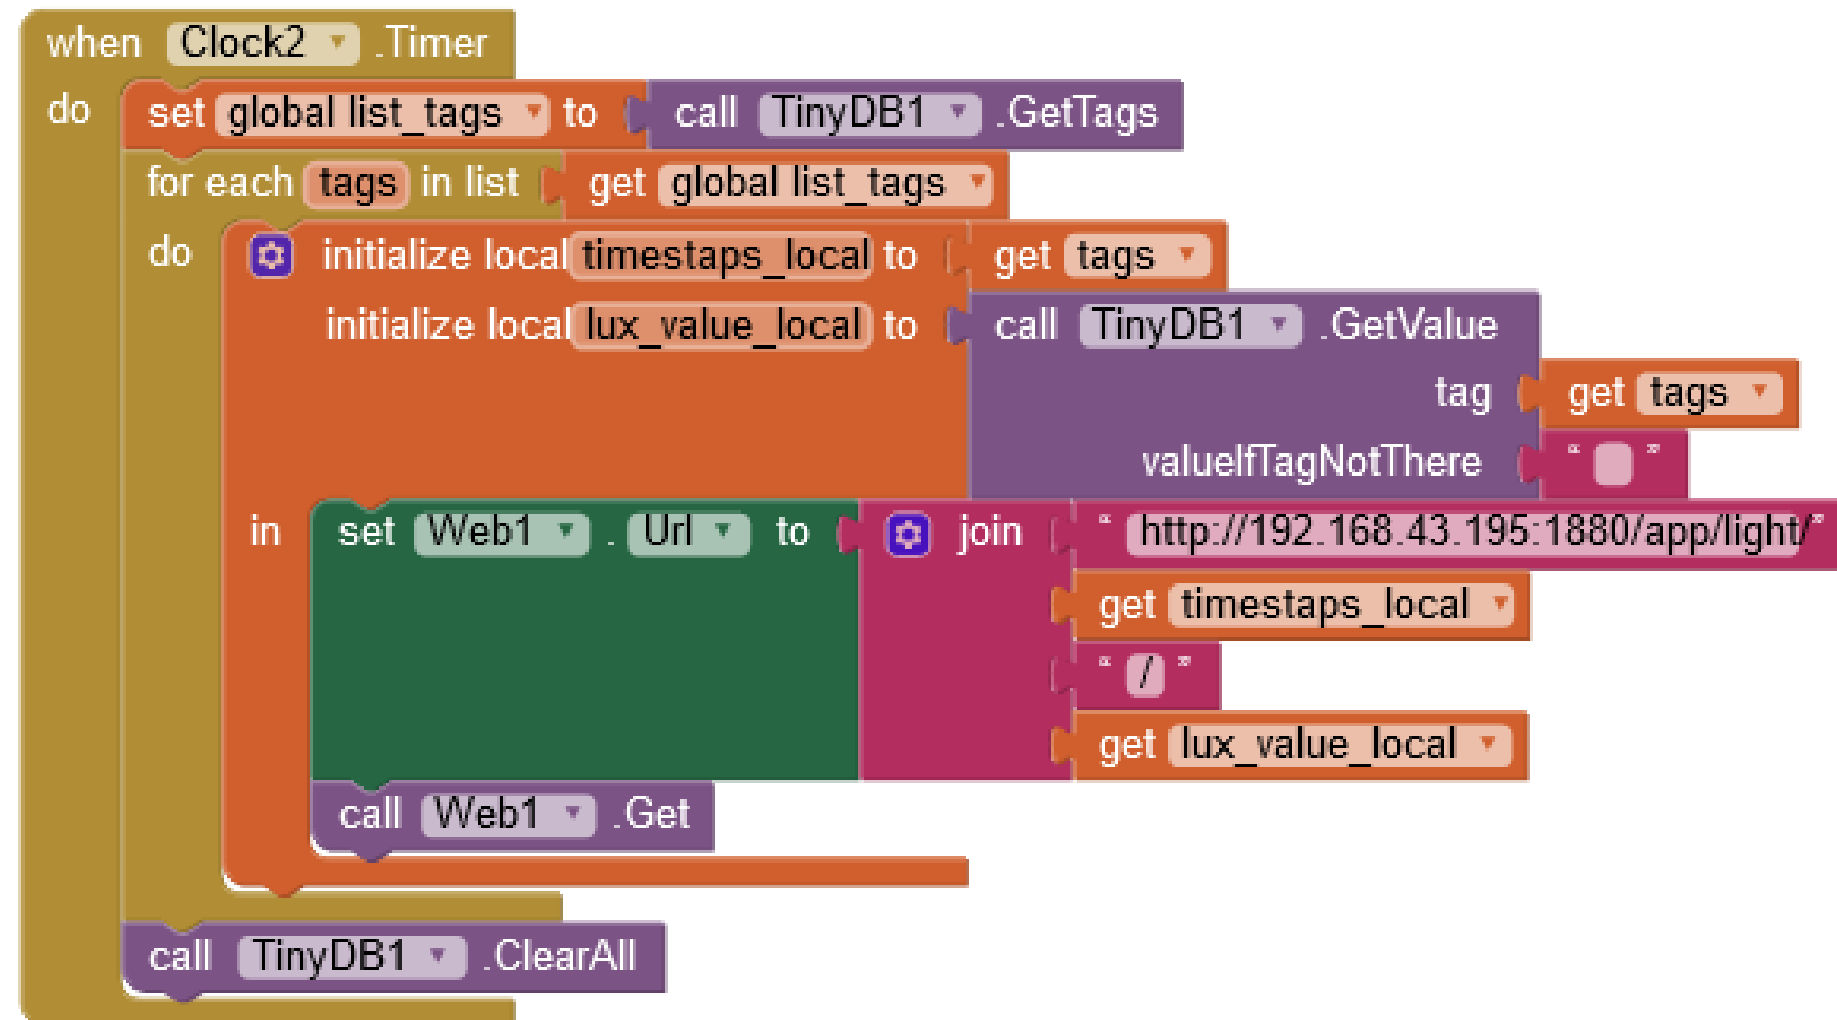 when Clock2 .Timer
do set global list_tags to call TinyDB1 .GetTags
for each tags in list get global list_tags
do initialize local timestaps_local to get tags
initialize local lux_value_local to call TinyDB1 .GetValue
tag get tags
valueIfTagNotThere “ ”
in set Web1 . Url to join “ http://192.168.43.195:1880/app/light/ ”
get timestaps_local
“ / ”
get lux_value_local
call Web1 .Get
call TinyDB1 .ClearAll